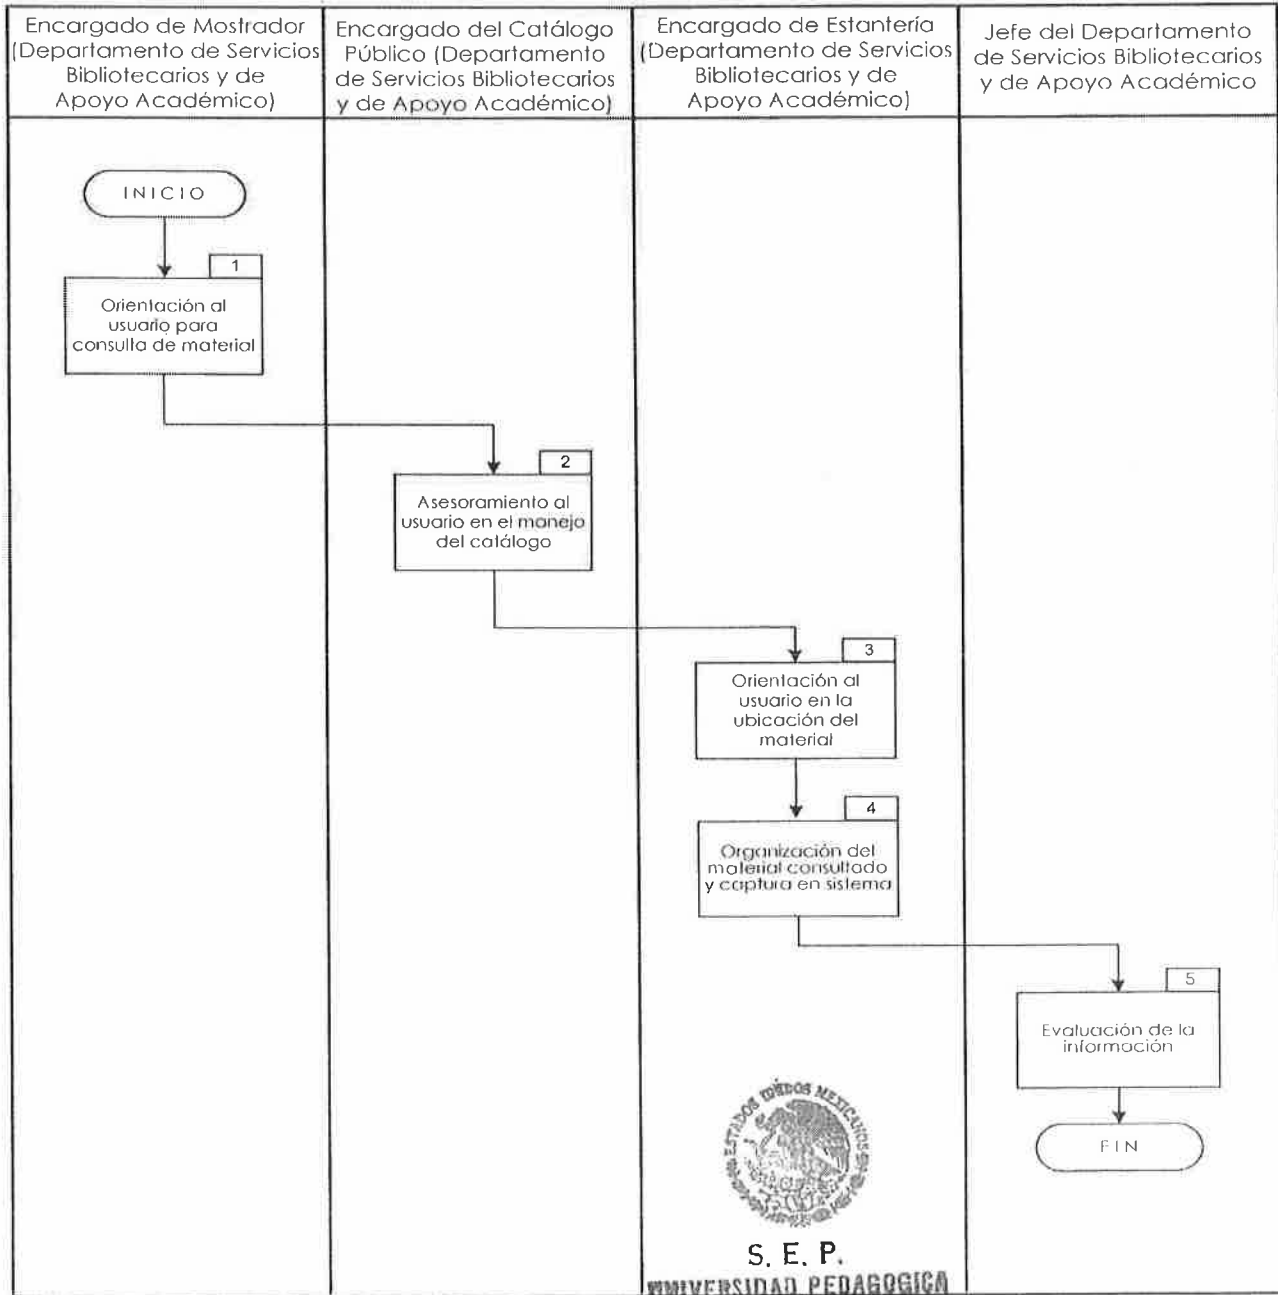 Encargado de Mostrador
(Departamento de Servicios
Bibliotecarios y de
Apoyo Académico)
Encargado del Catálogo
Público (Departamento
de Servicios Bibliotecarios
y de Apoyo Académico)
Encargado de Estantería
(Departamento de Servicios
Bibliotecarios y de
Apoyo Académico)
Jefe del Departamento
de Servicios Bibliotecarios
y de Apoyo Académico
INICIO
1
Orientación al
usuario para
consulta de material
2
Asesoramiento al
usuario en el manejo
del catálogo
3
Orientación al
usuario en la
ubicación del
material
4
Organización del
material consultado
y captura en sistema
5
Evaluación de la
información
FIN
ESTADOS UNIDOS MEXICANOS
S. E. P.
UNIVERSIDAD PEDAGOGICA